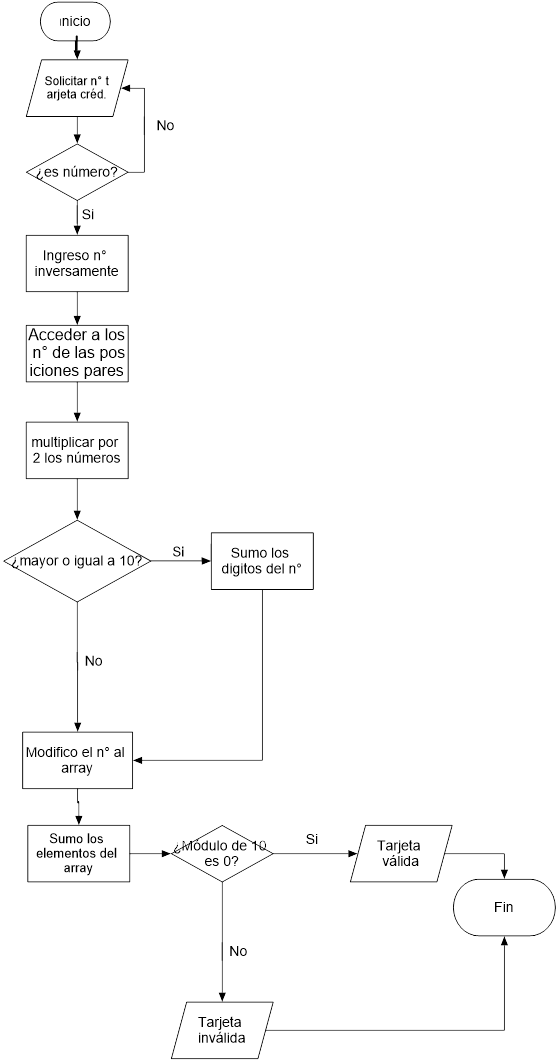 inicio
Solicitar n° t
arjeta créd.
No
¿es número?
Si
Ingreso n°
inversamente
Acceder a los
n° de las pos
iciones pares
multiplicar por
2 los números
¿mayor o igual a 10?
Si
Sumo los
digitos del n°
No
Modifico el n° al
array
Sumo los
elementos del
array
¿Módulo de 10
es 0?
Si
Tarjeta
válida
Fin
No
Tarjeta
inválida